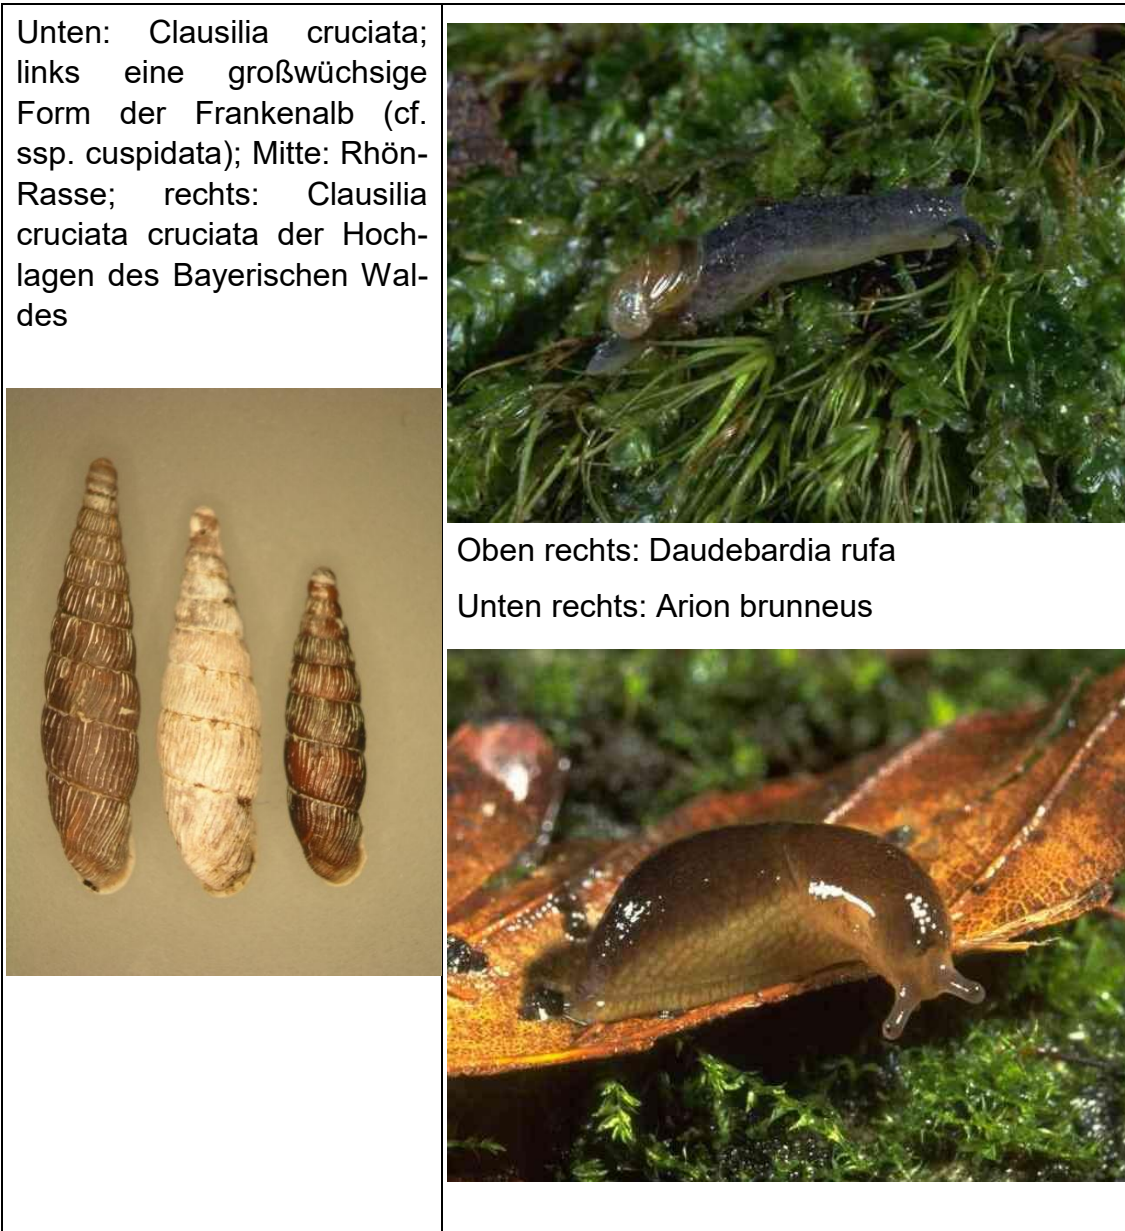 Unten: Clausilia cruciata;
links eine großwüchsige
Form der Frankenalb (cf.
ssp. cuspidata); Mitte: Rhön-
Rasse; rechts: Clausilia
cruciata cruciata der Hoch-
lagen des Bayerischen Wal-
des
Oben rechts: Daudebardia rufa
Unten rechts: Arion brunneus